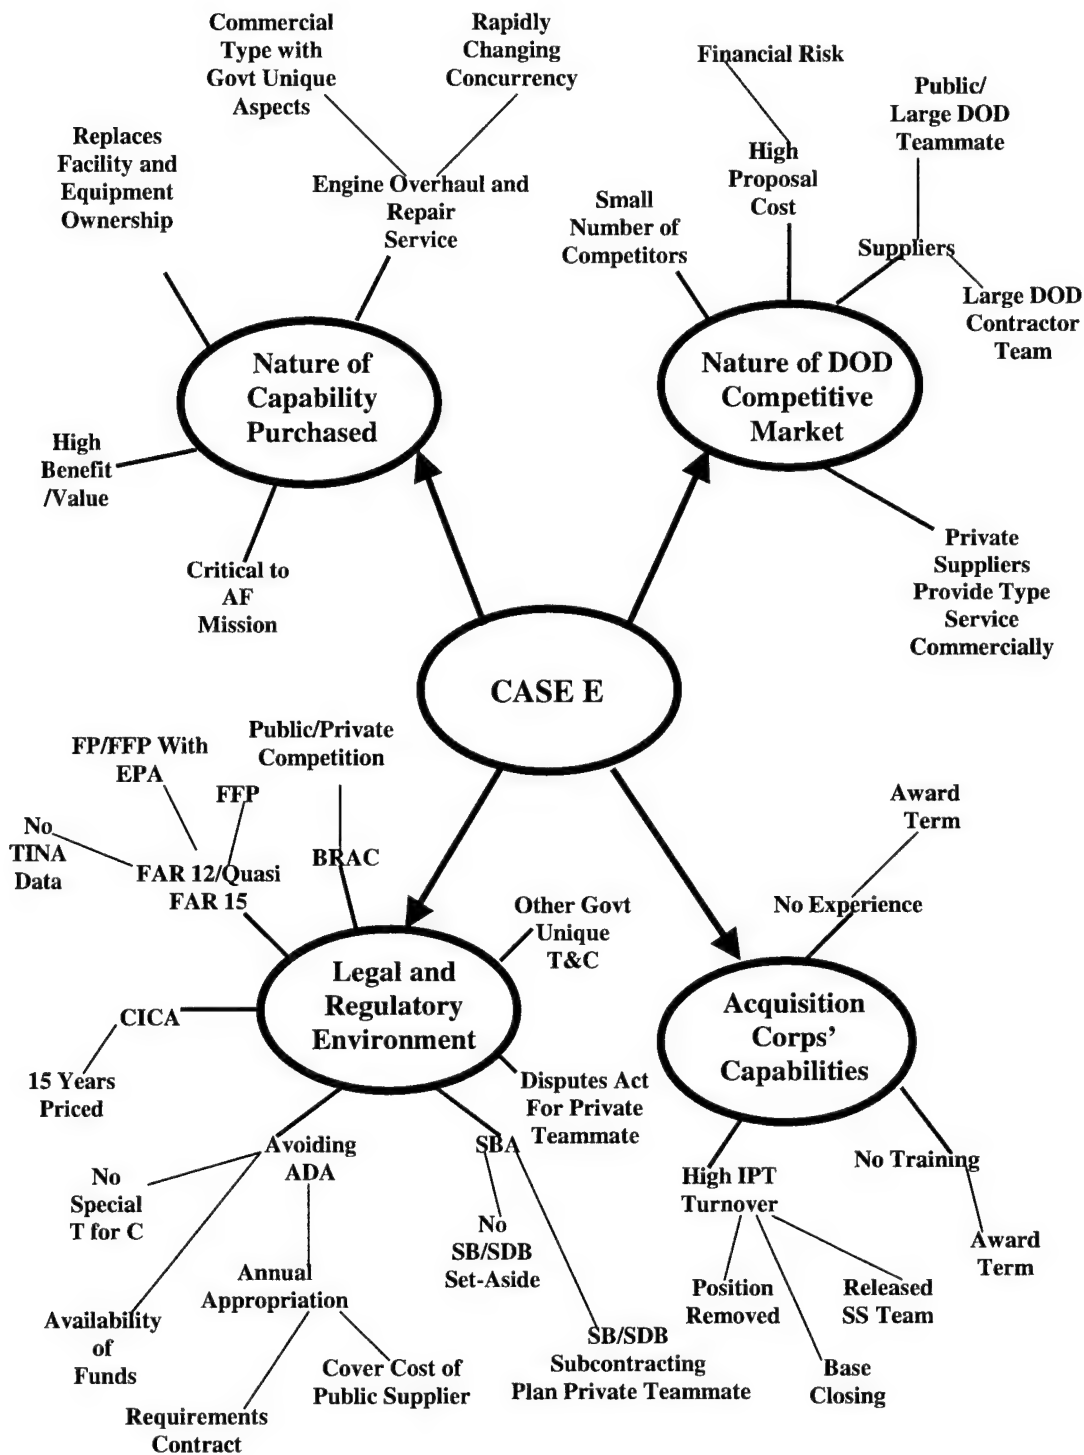 Commercial
Type with
Govt Unique
Aspects
Rapidly
Changing
Concurrency
Financial Risk
Public/
Large DOD
Teammate
Replaces
Facility and
Equipment
Ownership
Engine Overhaul and
Repair
Service
High
Proposal
Cost
Small
Number of
Competitors
Suppliers
Large DOD
Contractor
Team
Nature of
Capability
Purchased
Nature of DOD
Competitive
Market
High
Benefit
/Value
Critical to
AF
Mission
Private
Suppliers
Provide Type
Service
Commercially
CASE E
Public/Private
Competition
FP/FFP With
EPA
FFP
No
TINA
Data
FAR 12/Quasi
FAR 15
BRAC
Award
Term
No Experience
Other Govt
Unique
T&C
Legal and
Regulatory
Environment
Acquisition
Corps’
Capabilities
CICA
15 Years
Priced
Disputes Act
For Private
Teammate
Avoiding
ADA
SBA
No
Special
T for C
No
SB/SDB
Set-Aside
High IPT
Turnover
No Training
Award
Term
Annual
Appropriation
Availability
of
Funds
Position
Removed
Released
SS Team
SB/SDB
Subcontracting
Plan Private Teammate
Base
Closing
Cover Cost of
Public Supplier
Requirements
Contract